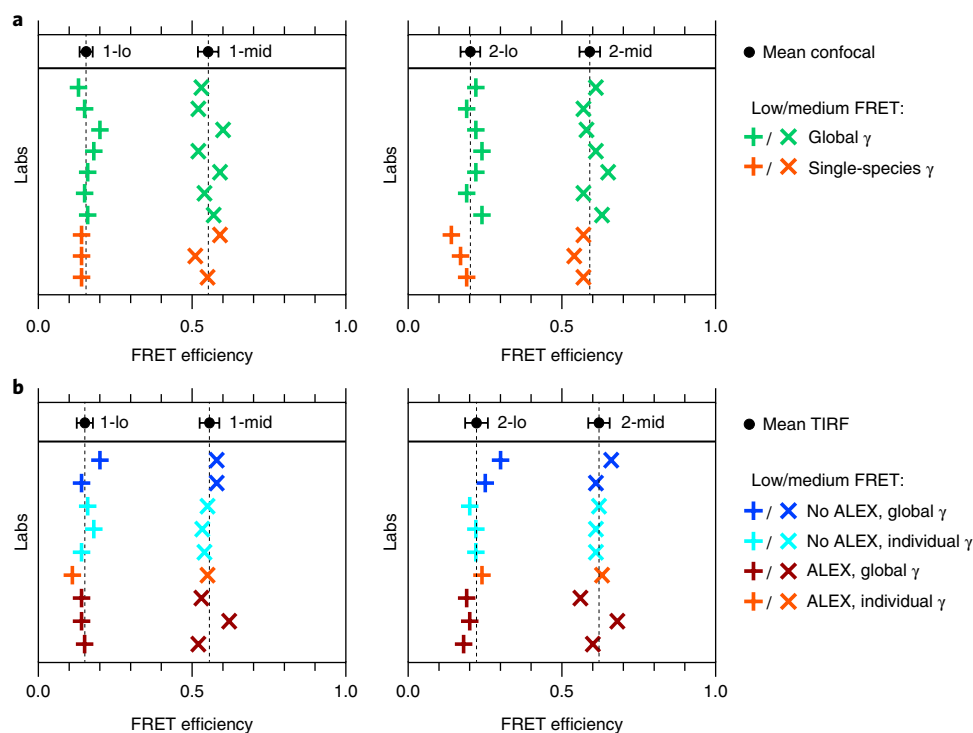 a
1-lo 1-mid
2-lo 2-mid
Mean confocal
Low/medium FRET:
/ Global γ
/ Single-species γ
Labs
0.0 0.5 1.0
FRET efficiency
0.0 0.5 1.0
FRET efficiency
b
1-lo 1-mid
2-lo 2-mid
Mean TIRF
Low/medium FRET:
/ No ALEX, global γ
/ No ALEX, individual γ
/ ALEX, global γ
/ ALEX, individual γ
Labs
0.0 0.5 1.0
FRET efficiency
0.0 0.5 1.0
FRET efficiency